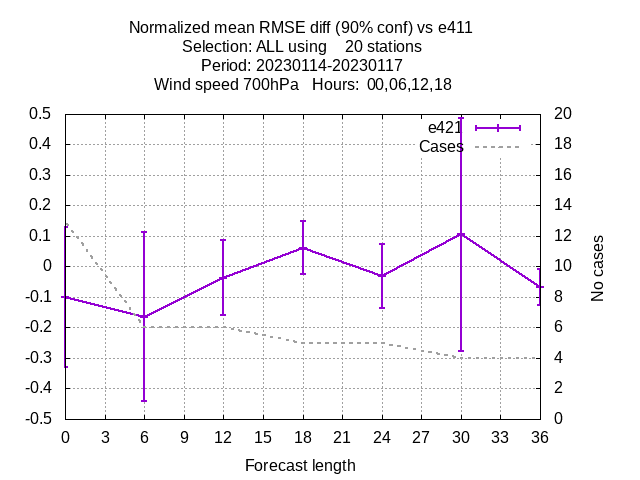 Normalized mean RMSE diff (90% conf) vs e411
Selection: ALL using    20 stations
Period: 20230114-20230117
Wind speed 700hPa   Hours:  00,06,12,18
e421
Cases
0.5
0.4
0.3
0.2
0.1
0
-0.1
-0.2
-0.3
-0.4
-0.5
20
18
16
14
12
10
8
6
4
2
0
No cases
0 3 6 9 12 15 18 21 24 27 30 33 36
Forecast length